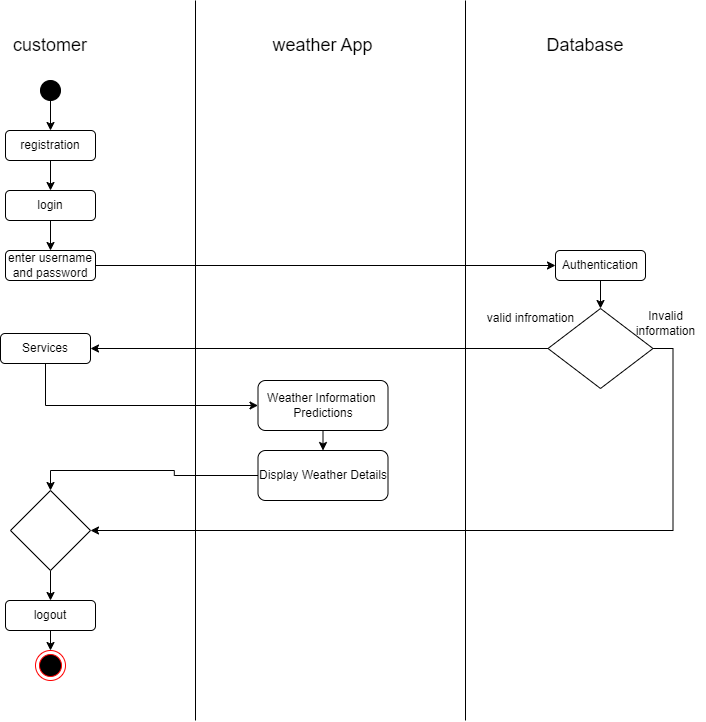 customer
weather App
Database
registration
login
enter username
and password
Authentication
valid infromation
Invalid
information
Services
Weather Information
Predictions
Display Weather Details
logout